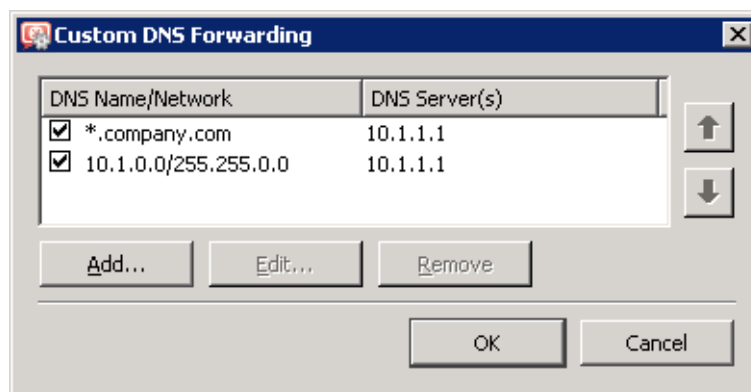 Custom DNS Forwarding
DNS Name/Network DNS Server(s)
*.company.com 10.1.1.1
10.1.0.0/255.255.0.0 10.1.1.1
Add... Edit... Remove
OK Cancel